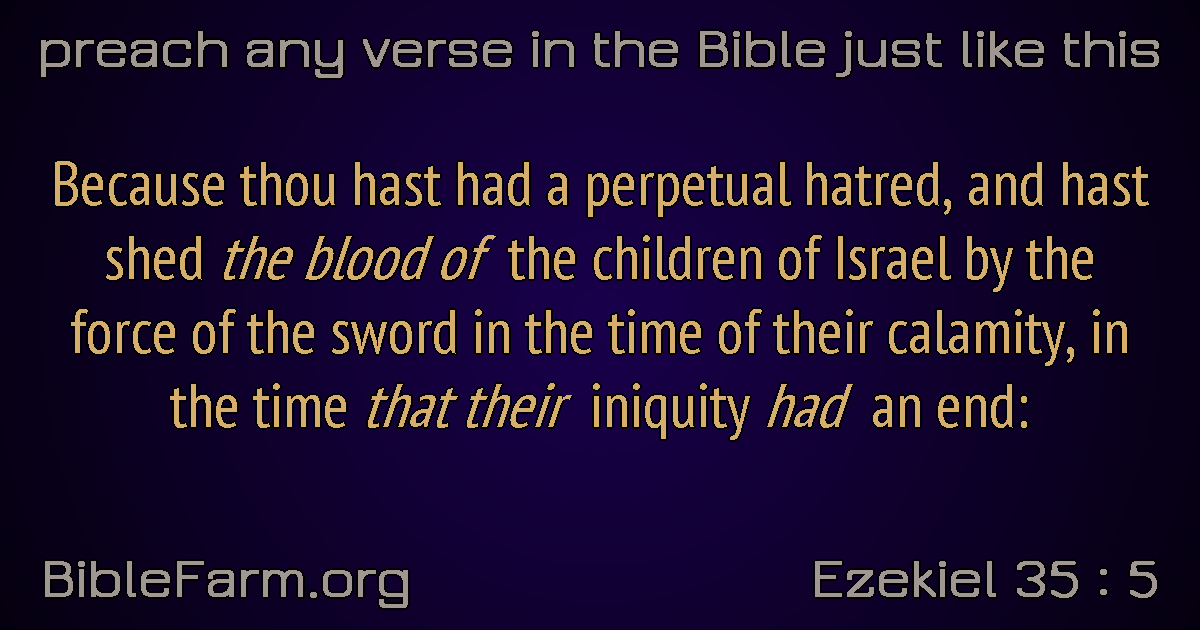 preach any verse in the Bible just like this
Because thou hast had a perpetual hatred, and hast
shed the blood of the children of Israel by the
force of the sword in the time of their calamity, in
the time that their iniquity had an end:
BibleFarm.org
Ezekiel 35 : 5